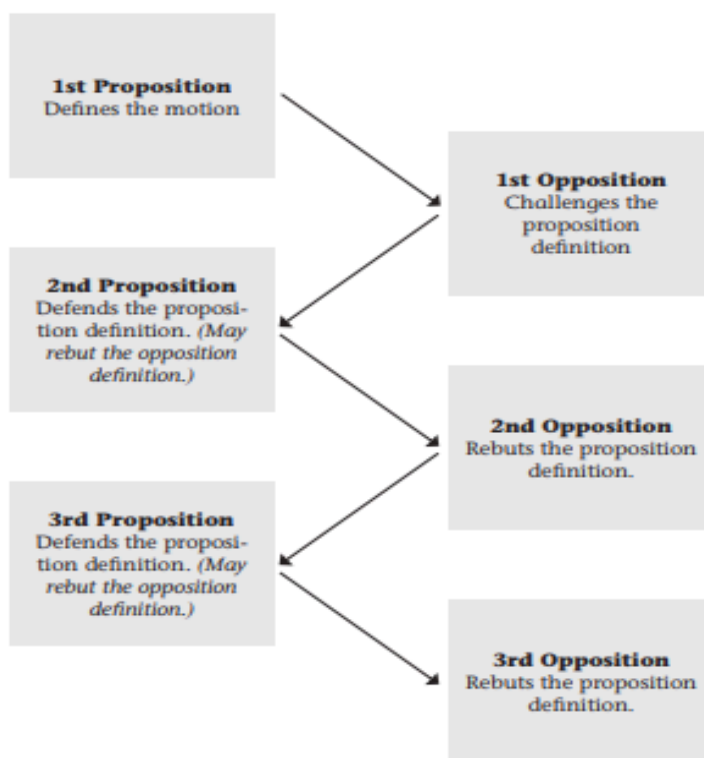 1st Proposition
Defines the motion
1st Opposition
Challenges the
proposition
definition
2nd Proposition
Defends the proposi-
tion definition. (May
rebut the opposition
definition.)
2nd Opposition
Rebuts the proposition
definition.
3rd Proposition
Defends the proposi-
tion definition. (May
rebut the opposition
definition.)
3rd Opposition
Rebuts the proposition
definition.